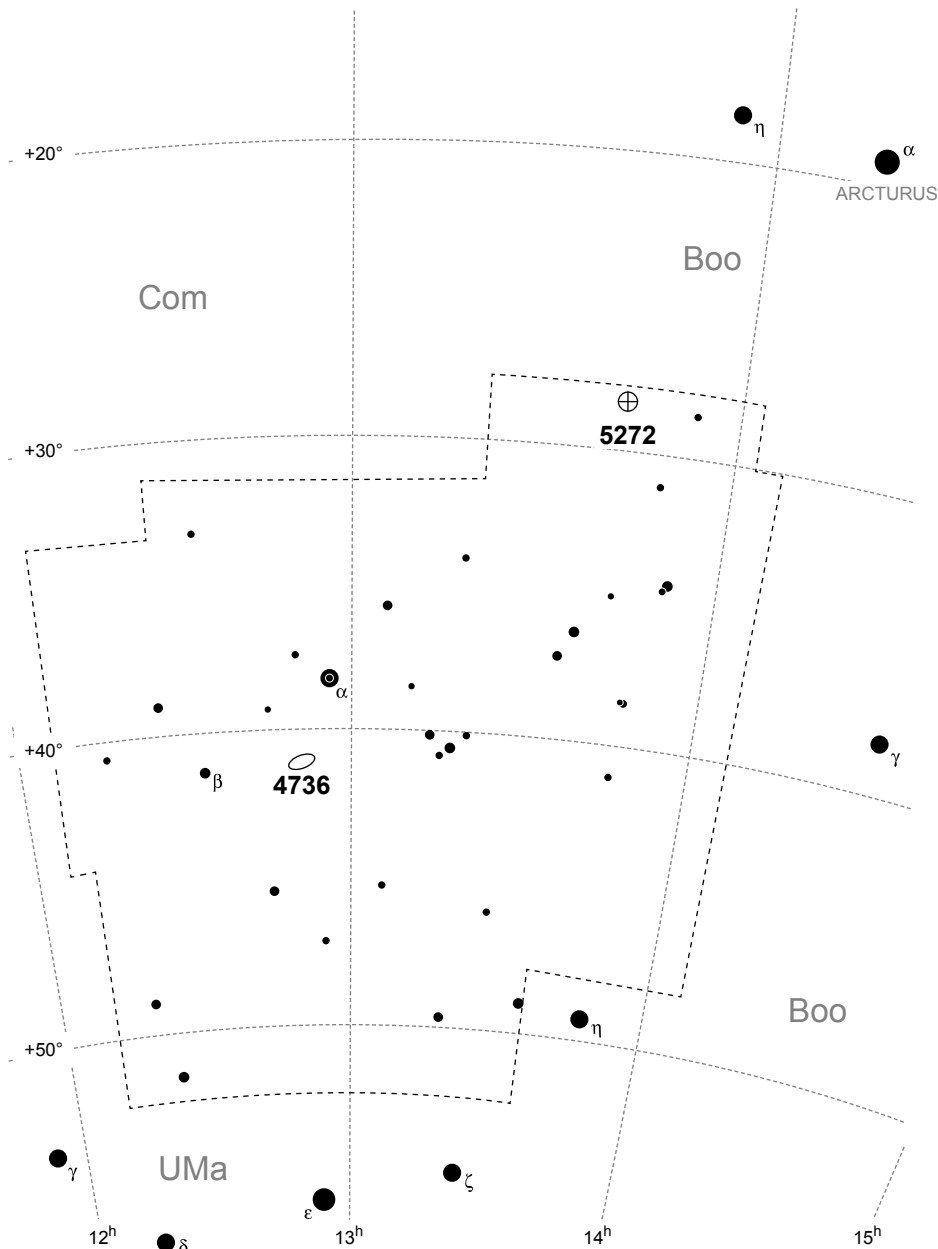 η
α
+20°
ARCTURUS
Boo
Com
5272
+30°
α
+40°
γ
β
4736
Boo
η
+50°
γ
UMa
ζ
ε
12h
δ
13h
14h
15h